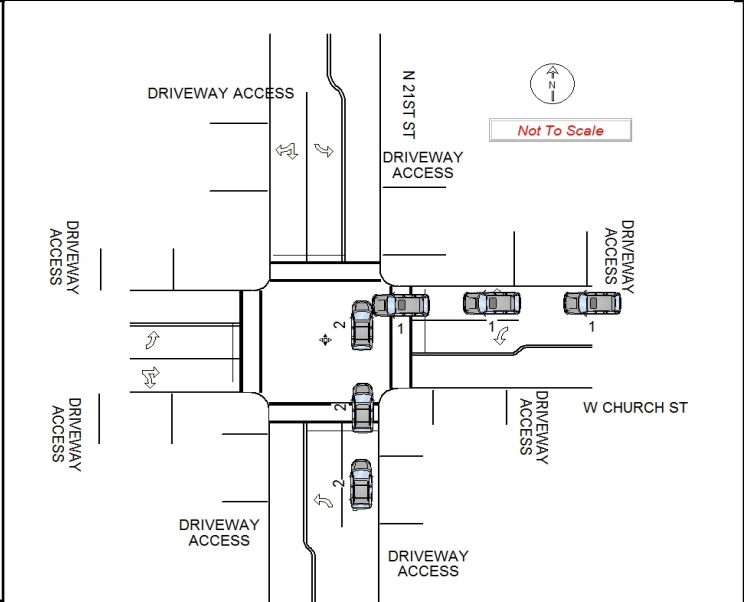 DRIVEWAY ACCESS
N 21ST ST
N
Not To Scale
DRIVEWAY
ACCESS
DRIVEWAY
ACCESS
DRIVEWAY
ACCESS
2
1
1
1
2
W CHURCH ST
DRIVEWAY
ACCESS
DRIVEWAY
ACCESS
2
DRIVEWAY
ACCESS
DRIVEWAY
ACCESS